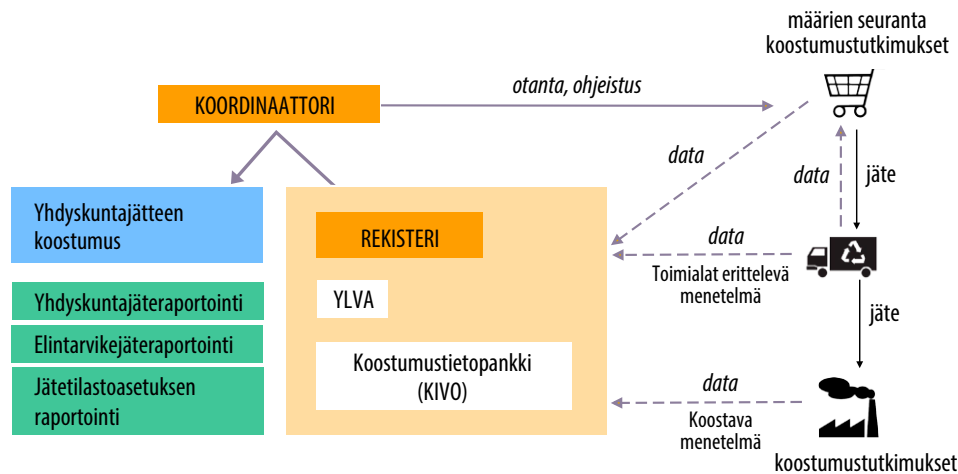 määrien seuranta
koostumustutkimukset
KOORDINAATTORI
otanta, ohjeistus
data
data
jäte
Yhdyskuntajätteen
koostumus
REKISTERI
data
Toimialat erittelevä
menetelmä
Yhdyskuntajäteraportointi
YLVA
jäte
Elintarvikejäteraportointi
Koostumustietopankki
(KIVO)
Jätetilastoasetuksen
raportointi
data
Koostava
menetelmä
koostumustutkimukset